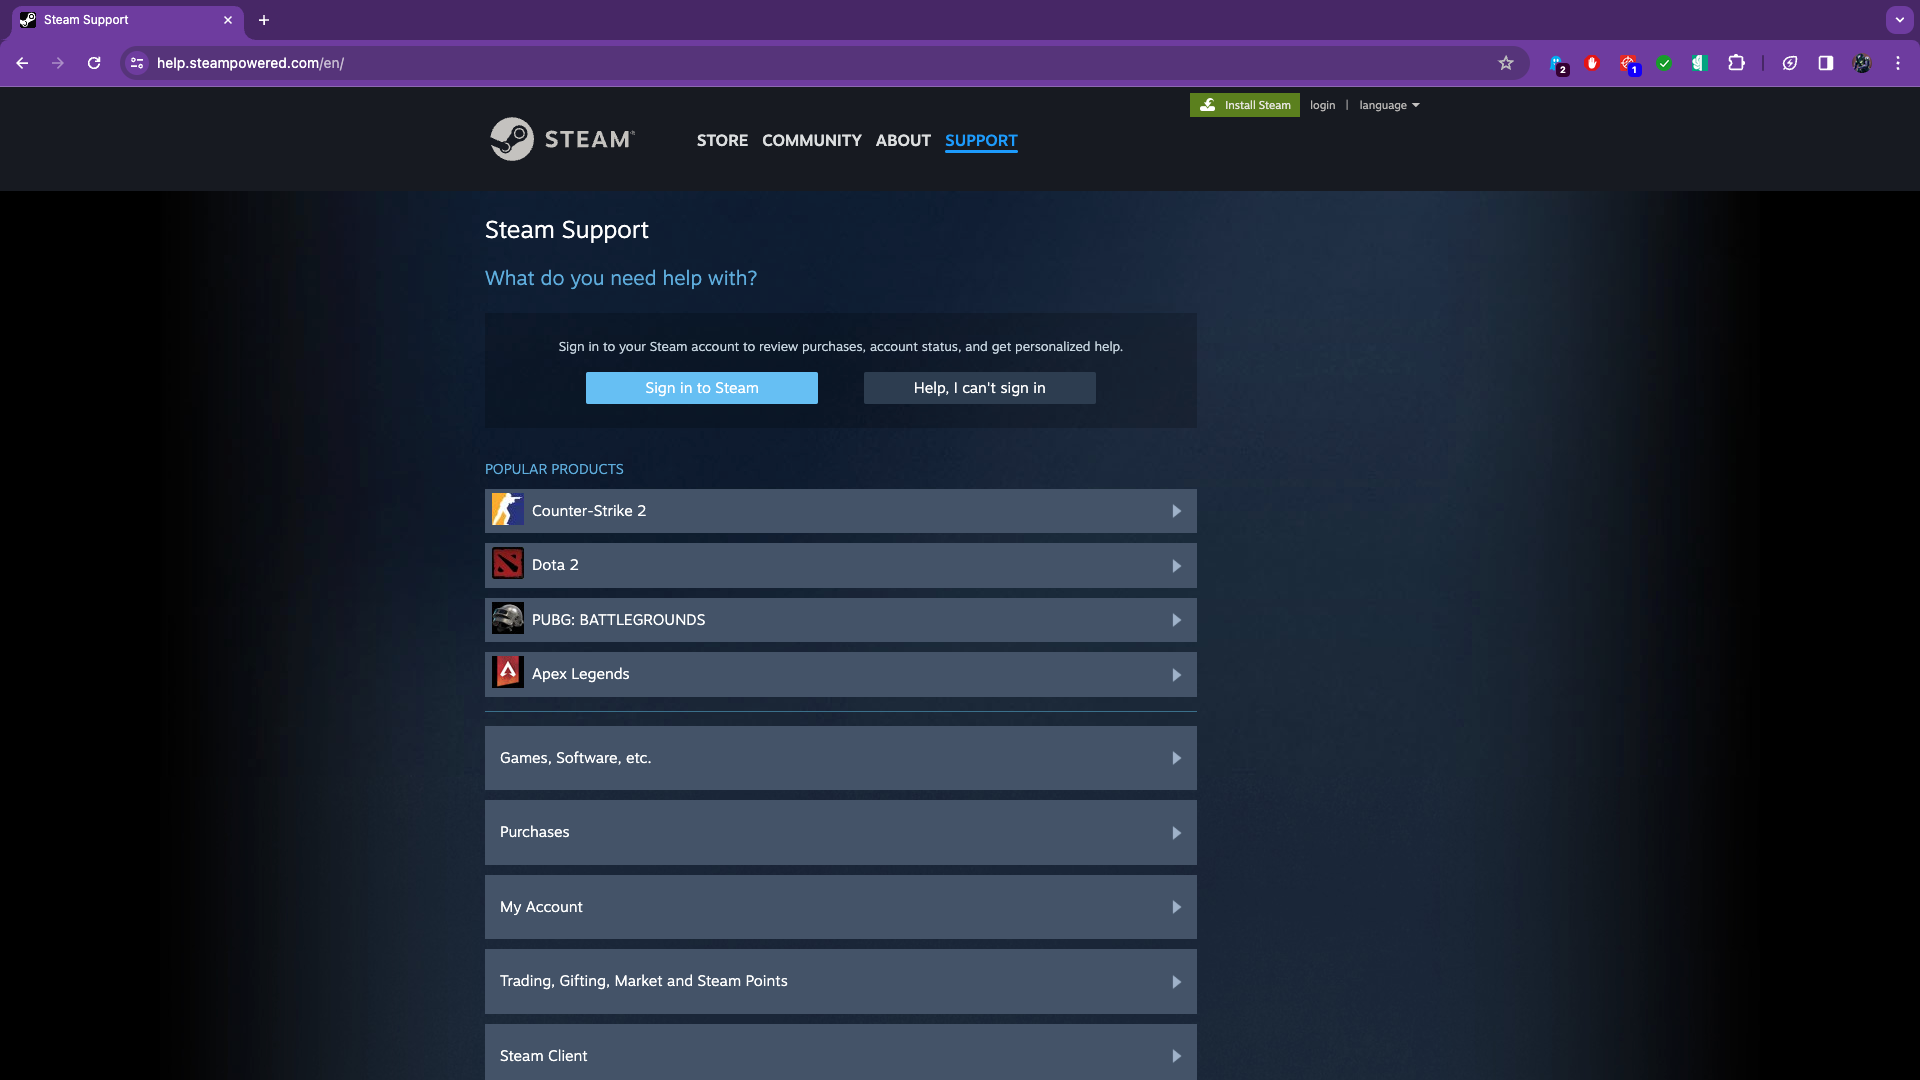 Steam Support
help.steampowered.com/en/
2
1
Install Steam
login | language
STEAM
STORE COMMUNITY ABOUT SUPPORT
Steam Support
What do you need help with?
Sign in to your Steam account to review purchases, account status, and get personalized help.
Sign in to Steam
Help, I can't sign in
POPULAR PRODUCTS
Counter-Strike 2
Dota 2
PUBG: BATTLEGROUNDS
Apex Legends
Games, Software, etc.
Purchases
My Account
Trading, Gifting, Market and Steam Points
Steam Client